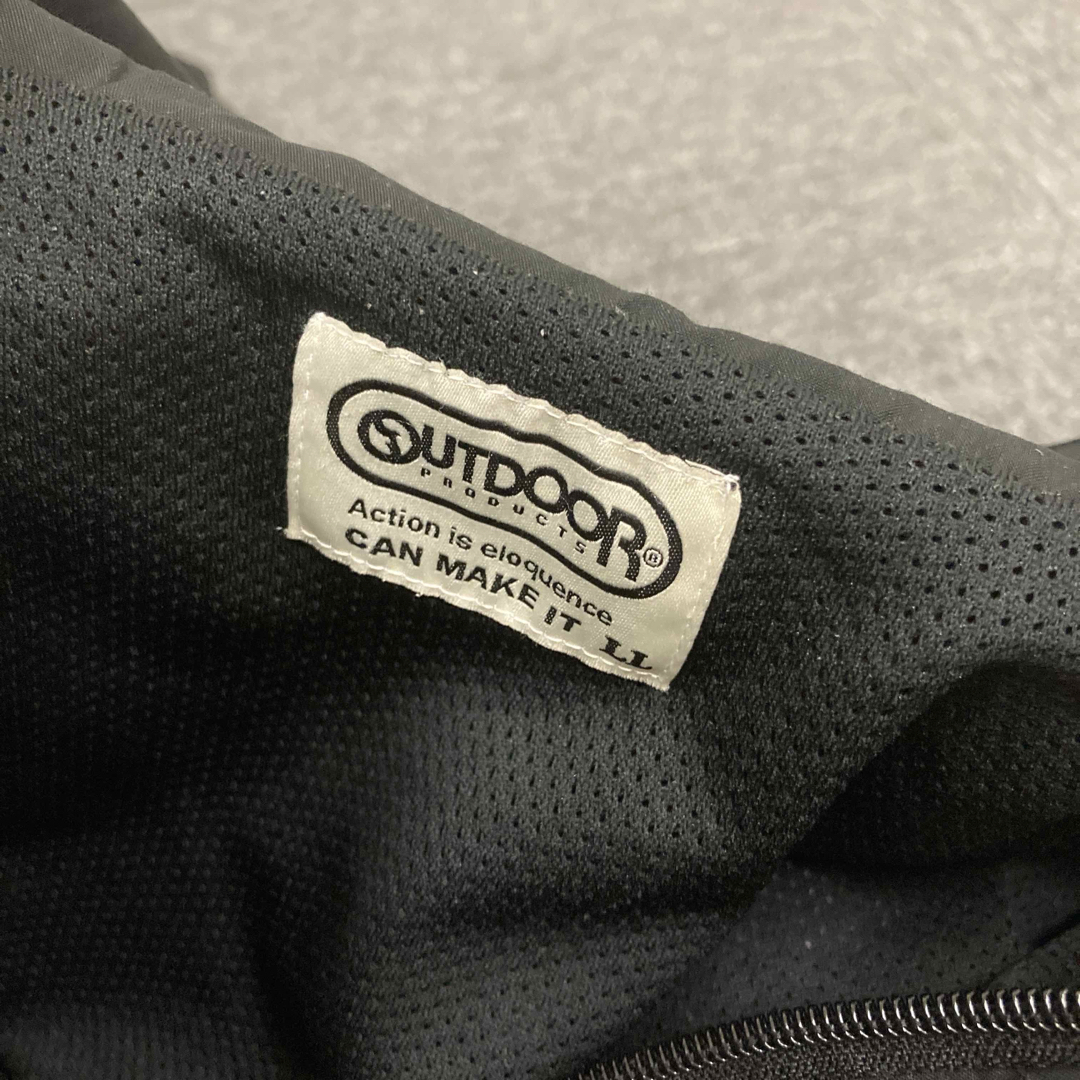 OUTDOOR®
PRODUCTS
Action is eloquence
CAN MAKE IT LL